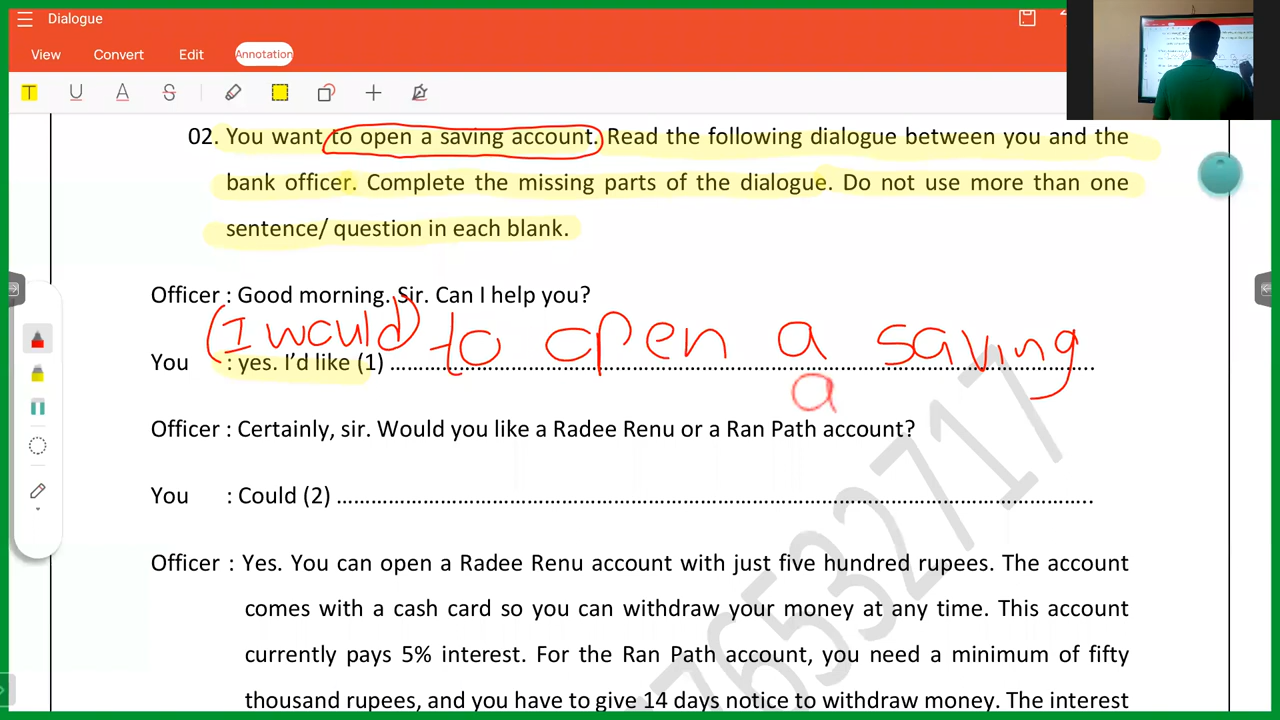 Dialogue
View Convert Edit Annotation
T U A S
02. You want to open a saving account. Read the following dialogue between you and the
bank officer. Complete the missing parts of the dialogue. Do not use more than one
sentence/ question in each blank.
Officer : Good morning. Sir. Can I help you?
(I would) to open a saving
You : yes. I’d like (1) ………………………………………………………………………………………..
a
Officer : Certainly, sir. Would you like a Radee Renu or a Ran Path account?
You : Could (2) ………………………………………………………………………………………………..
Officer : Yes. You can open a Radee Renu account with just five hundred rupees. The account
comes with a cash card so you can withdraw your money at any time. This account
currently pays 5% interest. For the Ran Path account, you need a minimum of fifty
thousand rupees, and you have to give 14 days notice to withdraw money. The interest